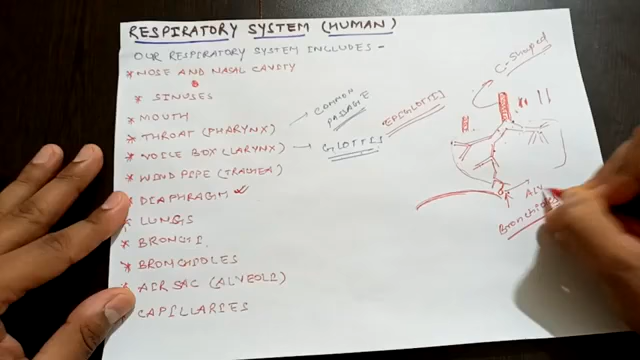 RESPIRATORY SYSTEM (HUMAN)
OUR RESPIRATORY SYSTEM INCLUDES -
* NOSE AND NASAL CAVITY
* SINUSES
* MOUTH
* THROAT (PHARYNX)
COMMON
PASSAGE
* VOICE BOX (LARYNX)
GLOTTIS
"EPIGLOTTIS
* WIND PIPE (TRACHEA)
* DIAPHRAGM
* LUNGS
* BRONCHI
* BRONCHIOLES
* AIR SAC (ALVEOLI)
* CAPILLARIES
C-Shaped
ALV
Bronchioles